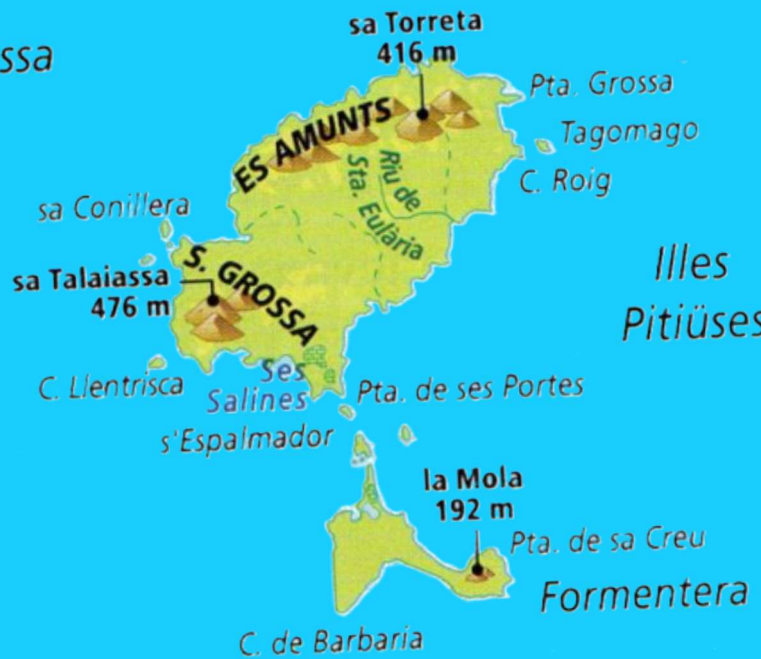 ssa
sa Torreta
416 m
Pta. Grossa
ES AMUNTS
Tagomago
Riu de
Sta. Eulària
C. Roig
sa Conillera
sa Talaiassa
476 m
S. GROSSA
Illes
Pitiüses
C. Llentrisca
Ses
Salines
Pta. de ses Portes
s'Espalmador
la Mola
192 m
Pta. de sa Creu
Formentera
C. de Barbaria